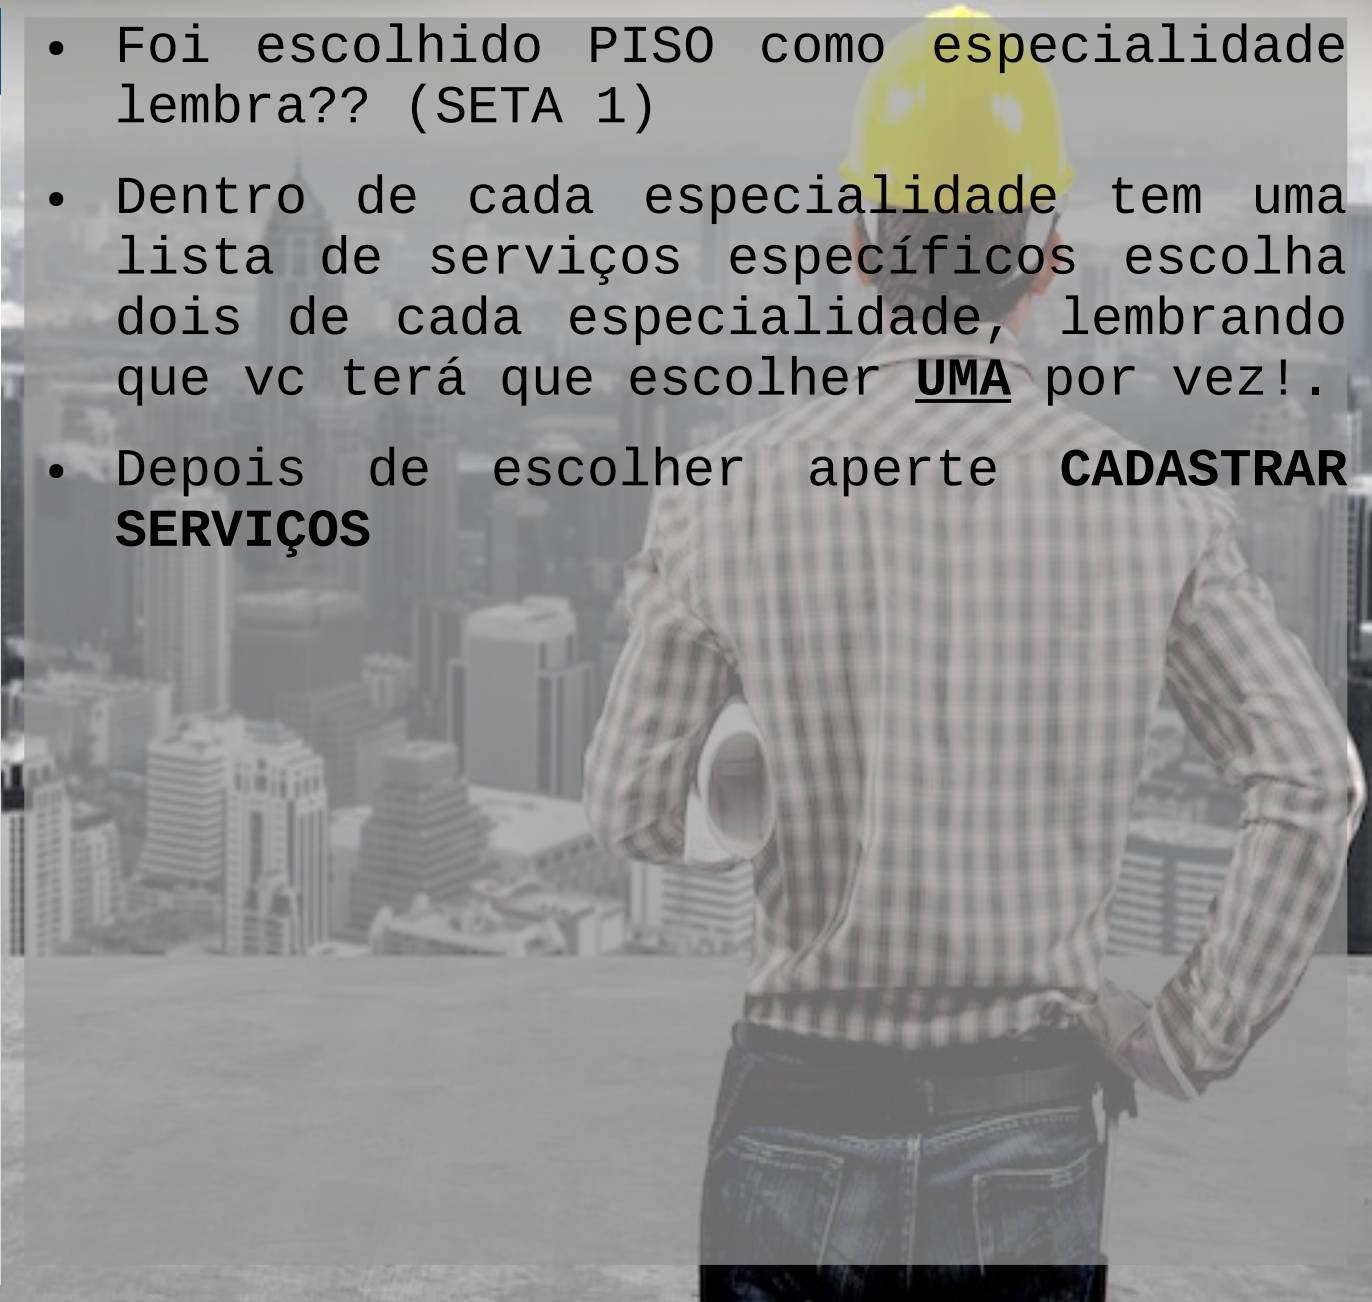 • Foi escolhido PISO como especialidade
lembra?? (SETA 1)
• Dentro de cada especialidade tem uma
lista de serviços específicos escolha
dois de cada especialidade, lembrando
que vc terá que escolher UMA por vez!.
• Depois de escolher aperte CADASTRAR
SERVIÇOS